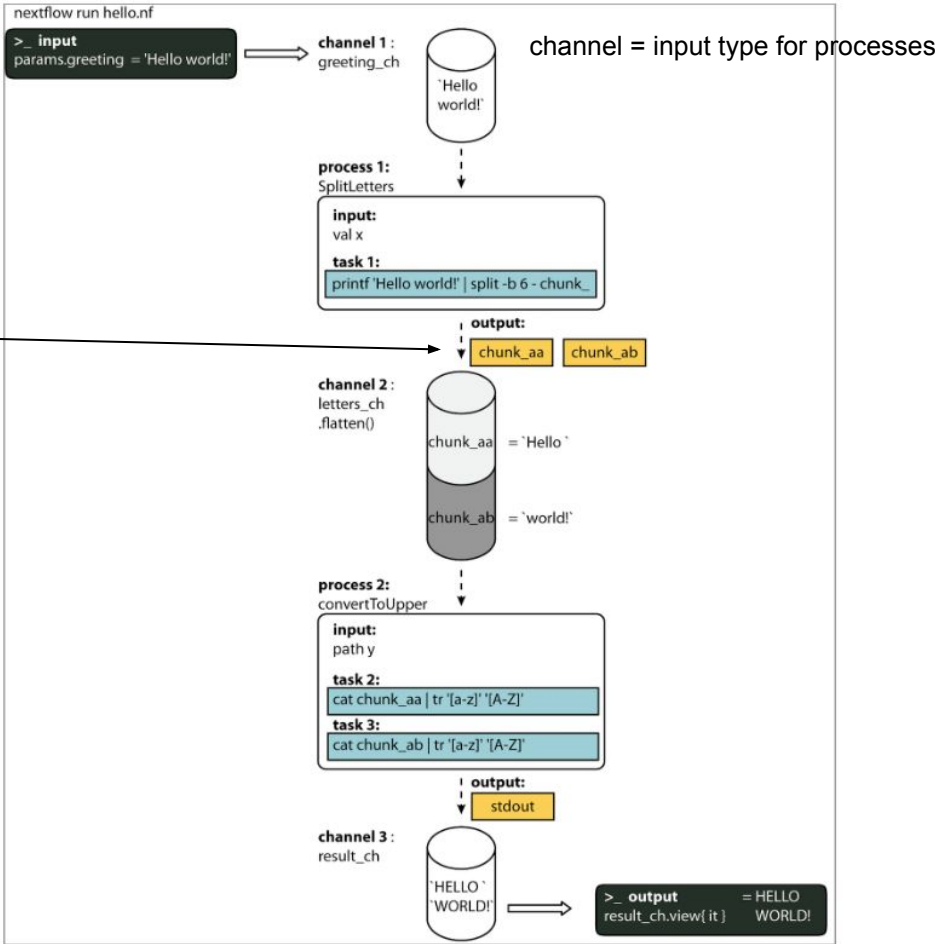 nextflow run hello.nf
>_ input
params.greeting = 'Hello world!'
channel 1 :
greeting_ch
channel = input type for processes
`Hello
world!`
process 1:
SplitLetters
input:
val x
task 1:
printf 'Hello world!' | split -b 6 - chunk_
output:
chunk_aa chunk_ab
channel 2 :
letters_ch
.flatten()
chunk_aa = `Hello `
chunk_ab = `world!`
process 2:
convertToUpper
input:
path y
task 2:
cat chunk_aa | tr '[a-z]' '[A-Z]'
task 3:
cat chunk_ab | tr '[a-z]' '[A-Z]'
output:
stdout
channel 3 :
result_ch
`HELLO `
`WORLD!`
>_ output = HELLO
result_ch.view{ it } WORLD!